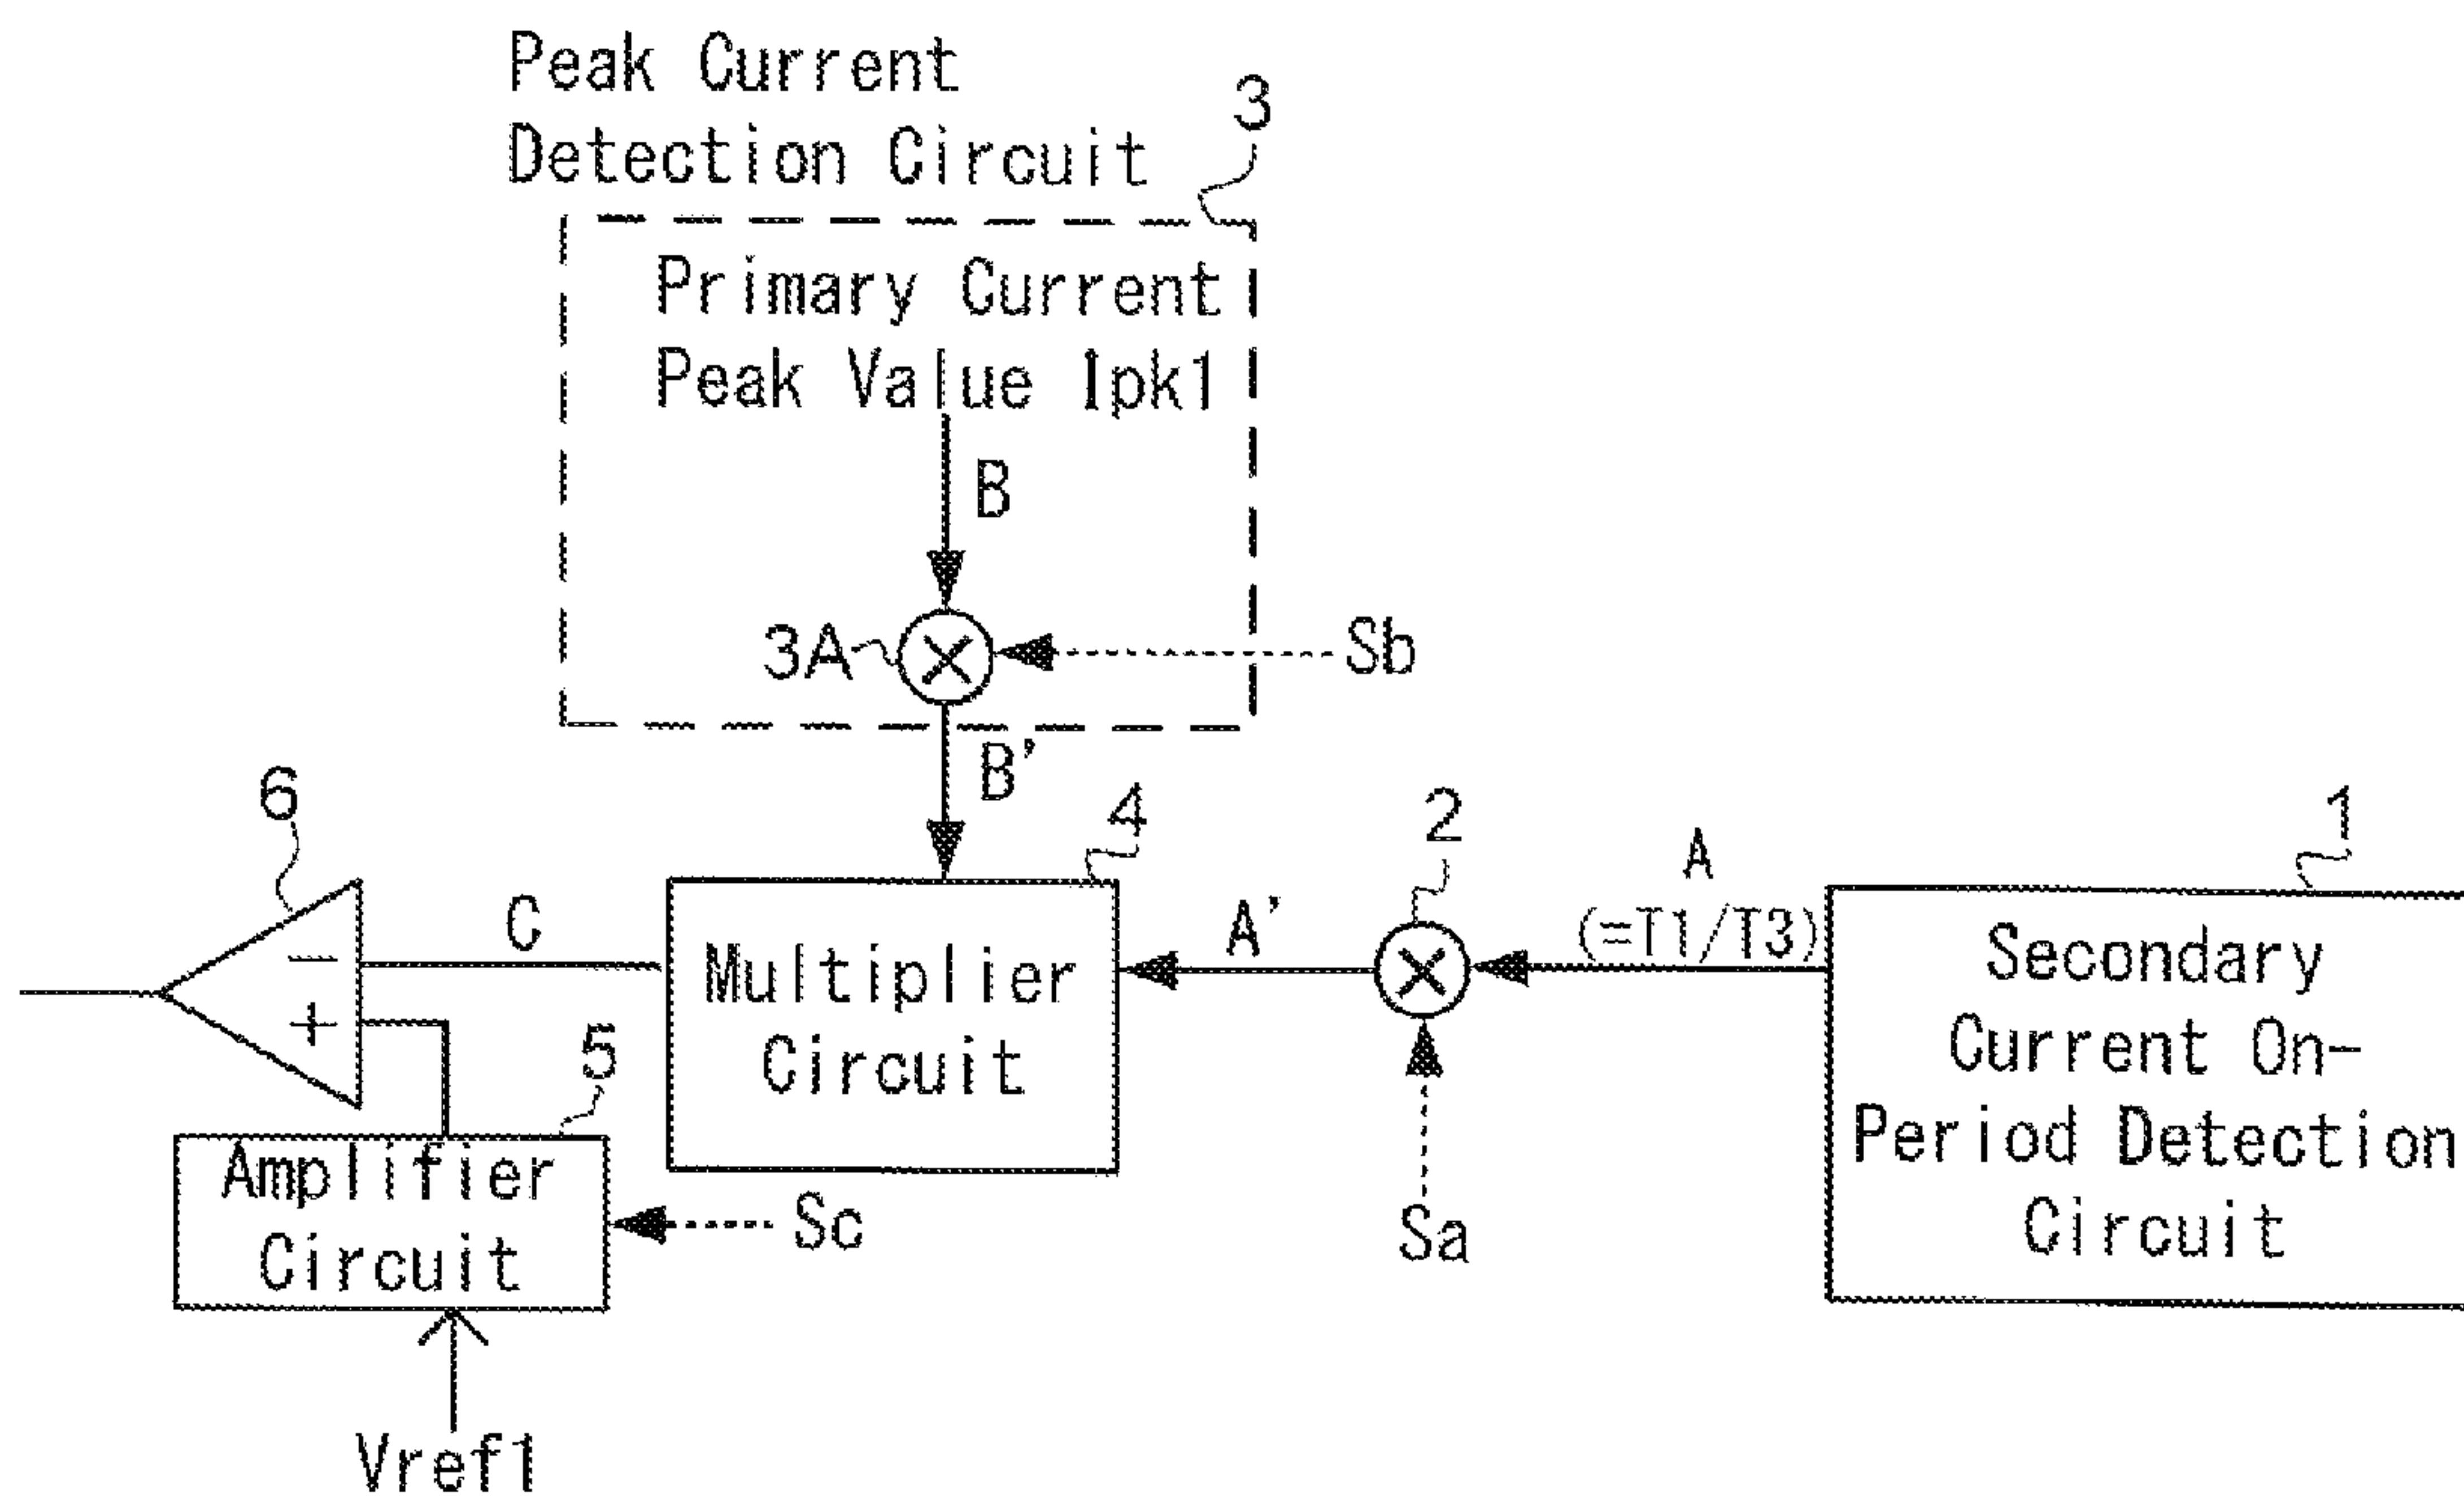 Peak Current
Detection Circuit
3
Primary Current
Peak Value Ipk1
B
3A
Sb
B'
6
4
2
1
C
A'
A
(=T1/T3)
Multiplier
Circuit
Secondary
Current On-
Period Detection
Circuit
−
+
5
Amplifier
Circuit
Sc
Sa
Vref1